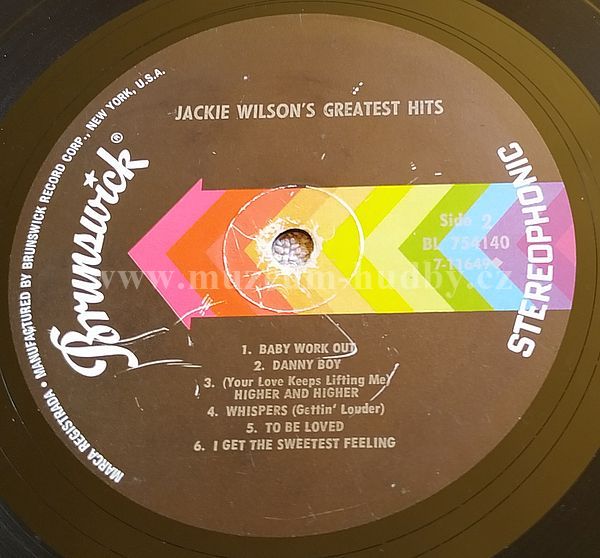 JACKIE WILSON'S GREATEST HITS
Brunswick®
STEREOPHONIC
Side 2
BL 754140
7-11649◆
www.muzeum-hudby.cz
1. BABY WORK OUT
2. DANNY BOY
3. (Your Love Keeps Lifting Me)
HIGHER AND HIGHER
4. WHISPERS (Gettin' Louder)
5. TO BE LOVED
6. I GET THE SWEETEST FEELING
MARCA REGISTRADA • MANUFACTURED BY BRUNSWICK RECORD CORP., NEW YORK, U.S.A.